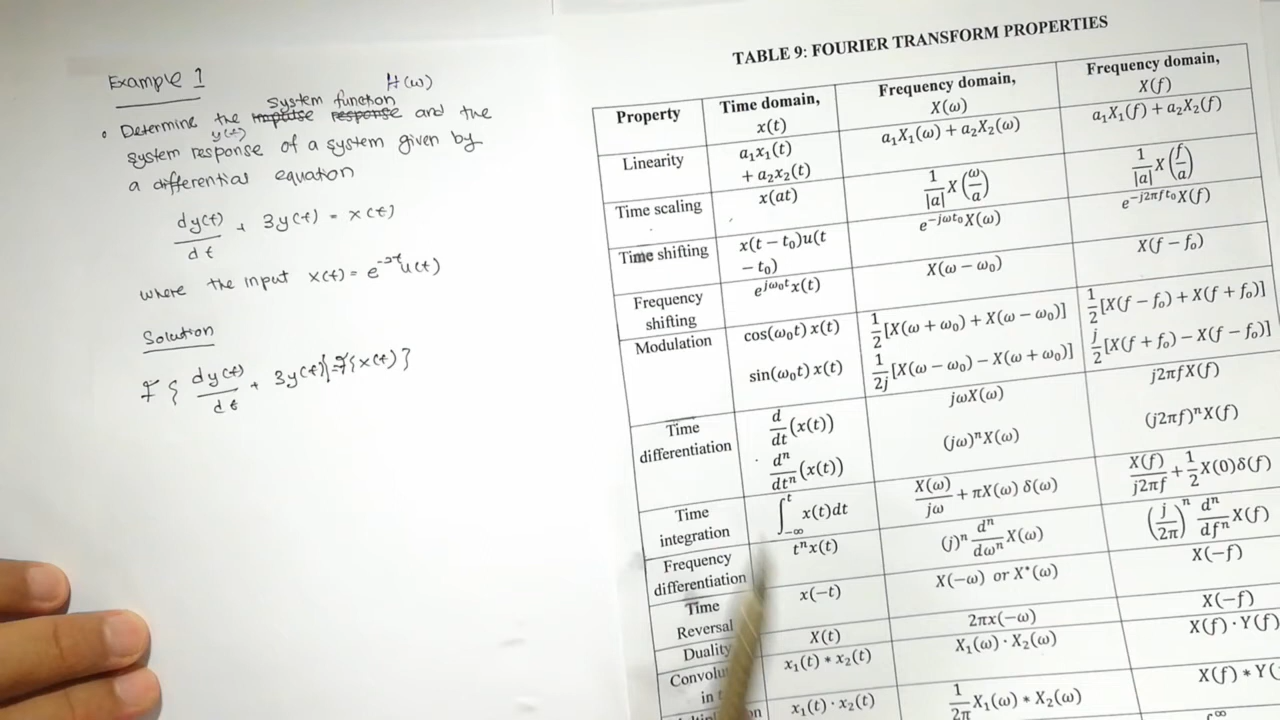 Example 1
H(ω)
system function
• Determine the impulse response and the
y(t)
system response of a system given by
a differential equation
dy(t)/dt + 3y(t) = x(t)
where the input x(t) = e^-2t u(t)
Solution
F { dy(t)/dt + 3y(t) } = F{x(t)}
TABLE 9: FOURIER TRANSFORM PROPERTIES
Property | Time domain, x(t) | Frequency domain, X(ω) | Frequency domain, X(f)
Linearity | a₁x₁(t) + a₂x₂(t) | a₁X₁(ω) + a₂X₂(ω) | a₁X₁(f) + a₂X₂(f)
Time scaling | x(at) | 1/|a| X(ω/a) | 1/|a| X(f/a)
Time shifting | x(t − t₀)u(t − t₀) | e^−jωt₀ X(ω) | e^−j2πft₀ X(f)
Frequency shifting | e^jω₀t x(t) | X(ω − ω₀) | X(f − f₀)
Modulation | cos(ω₀t) x(t) | 1/2 [X(ω + ω₀) + X(ω − ω₀)] | 1/2 [X(f − f₀) + X(f + f₀)]
sin(ω₀t) x(t) | 1/2j [X(ω − ω₀) − X(ω + ω₀)] | j/2 [X(f + f₀) − X(f − f₀)]
Time differentiation | d/dt (x(t)) | jωX(ω) | j2πfX(f)
dⁿ/dtⁿ (x(t)) | (jω)ⁿX(ω) | (j2πf)ⁿX(f)
Time integration | ∫_−∞^t x(t)dt | X(ω)/jω + πX(ω) δ(ω) | X(f)/j2πf + 1/2 X(0)δ(f)
Frequency differentiation | tⁿx(t) | (j)ⁿ dⁿ/dωⁿ X(ω) | (j/2π)ⁿ dⁿ/dfⁿ X(f)
Time Reversal | x(−t) | X(−ω) or X*(ω) | X(−f)
Duality | X(t) | 2πx(−ω) | X(−f)
Convolu | x₁(t) * x₂(t) | X₁(ω) · X₂(ω) | X(f) · Y(f)
in t
x₁(t) · x₂(t) | 1/2π X₁(ω) * X₂(ω) | X(f) * Y(